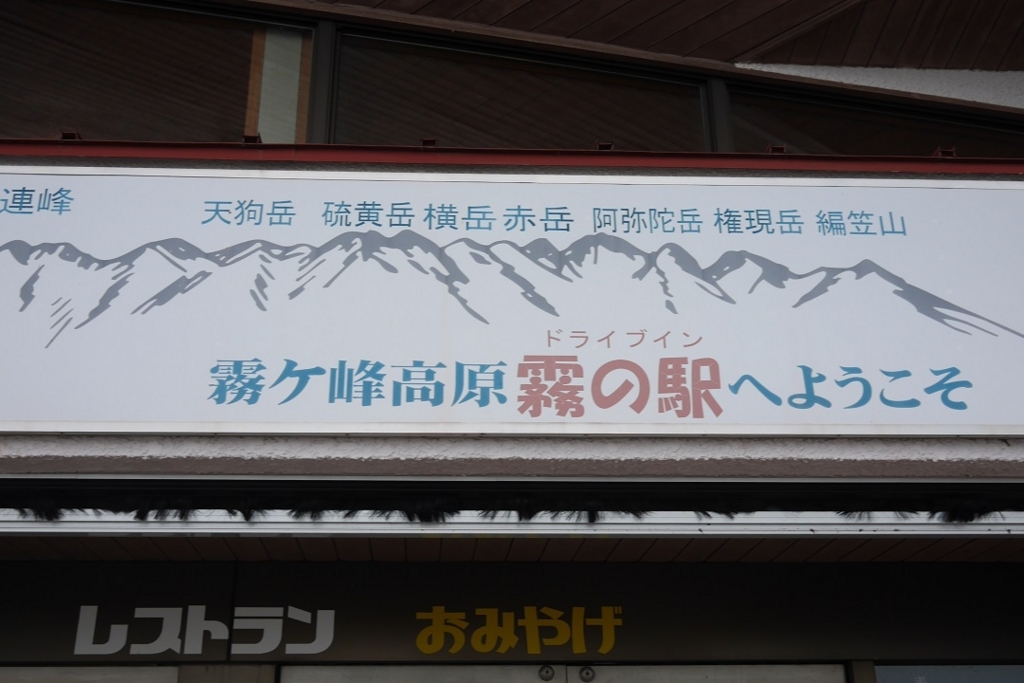 連峰 天狗岳 硫黄岳 横岳 赤岳 阿弥陀岳 権現岳 編笠山
ドライブイン
霧ケ峰高原 霧の駅へようこそ
レストラン おみやげ